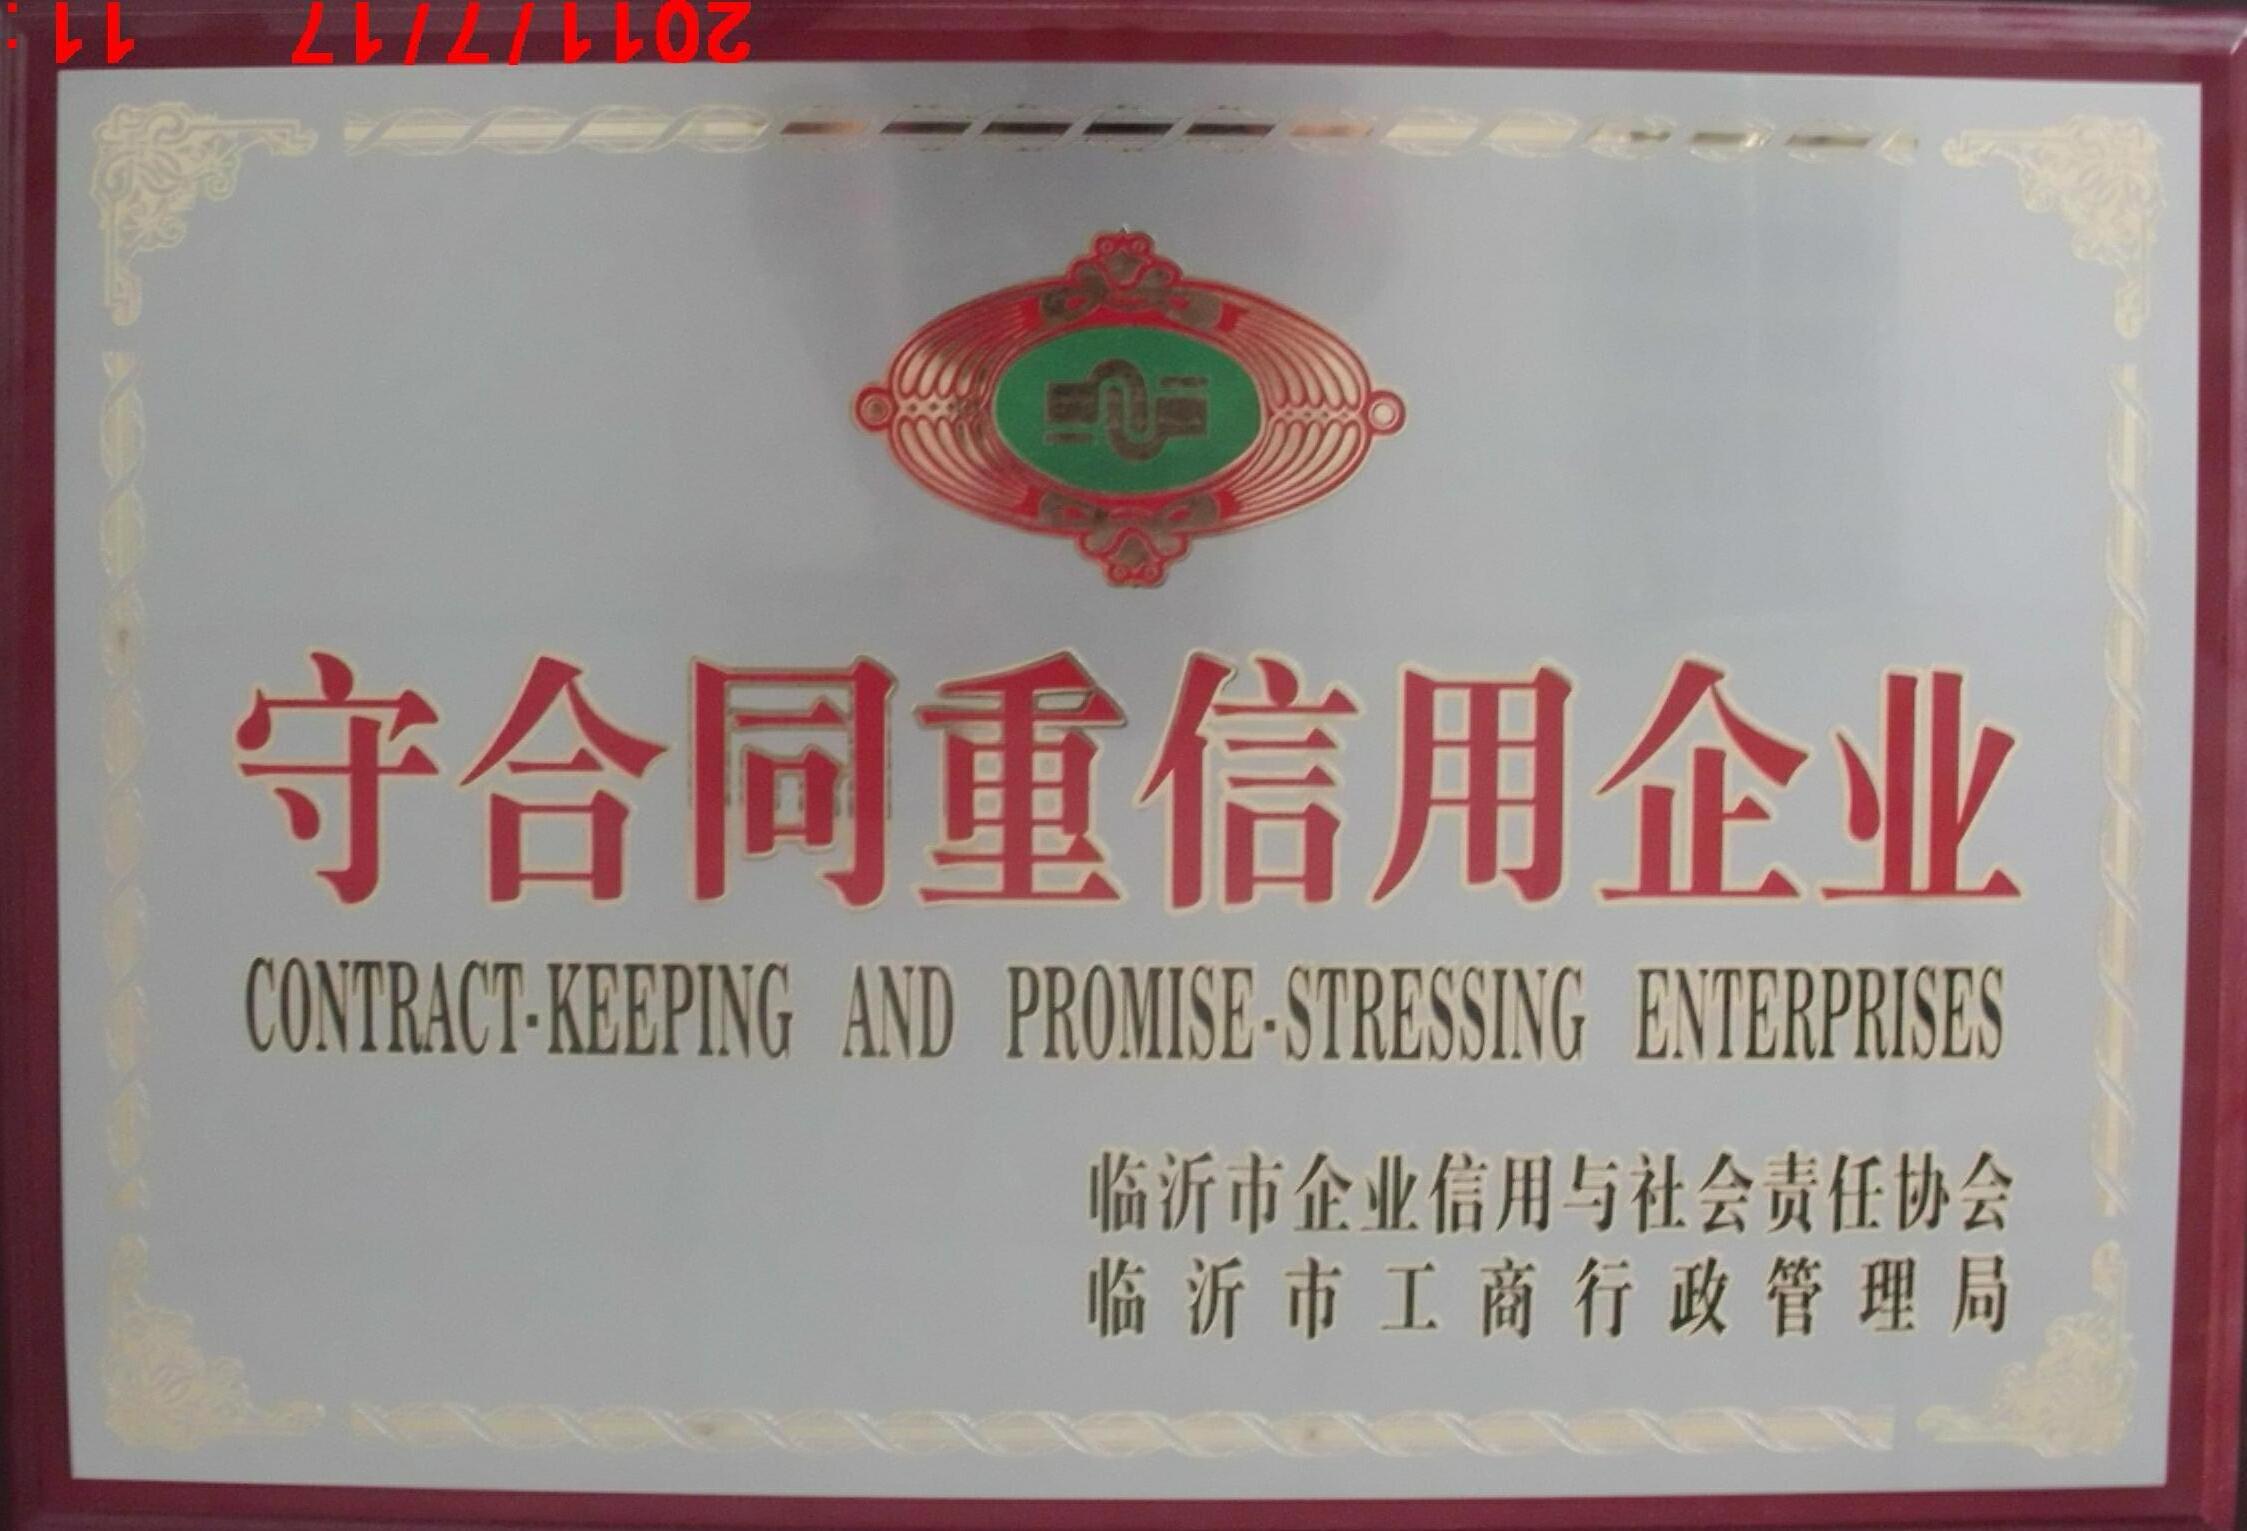 2011/7/17 11:
守合同重信用企业
CONTRACT-KEEPING AND PROMISE-STRESSING ENTERPRISES
临沂市企业信用与社会责任协会
临沂市工商行政管理局